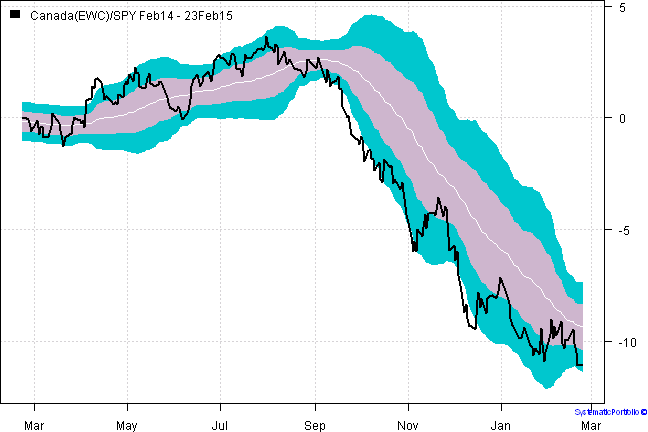 Canada(EWC)/SPY Feb14 - 23Feb15
5
0
-5
-10
SystematicPortfolio ©
Mar May Jul Sep Nov Jan Mar